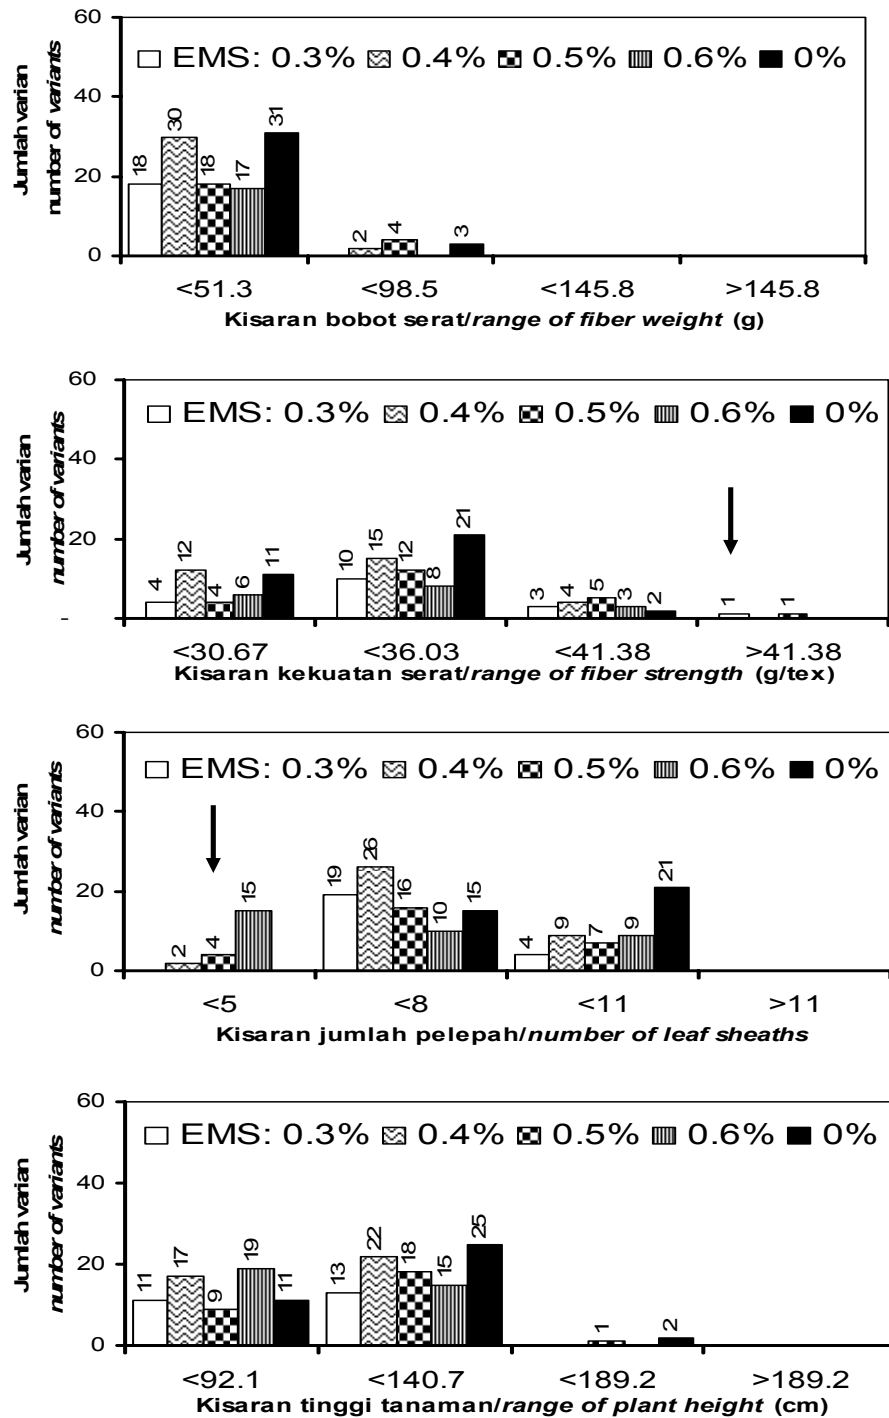 Jumlah varian
number of variants
60
40
20
0
EMS: 0.3% 0.4% 0.5% 0.6% 0%
18 30 18 17 31
2 4 3
<51.3 <98.5 <145.8 >145.8
Kisaran bobot serat/range of fiber weight (g)
Jumlah varian
number of variants
60
40
20
-
EMS: 0.3% 0.4% 0.5% 0.6% 0%
4 12 4 6 11
10 15 12 8 21
3 4 5 3 2
1 1
<30.67 <36.03 <41.38 >41.38
Kisaran kekuatan serat/range of fiber strength (g/tex)
Jumlah varian
number of variants
60
40
20
0
EMS: 0.3% 0.4% 0.5% 0.6% 0%
2 4 15
19 26 16 10 15
4 9 7 9 21
<5 <8 <11 >11
Kisaran jumlah pelepah/number of leaf sheaths
Jumlah varian
number of variants
60
40
20
0
EMS: 0.3% 0.4% 0.5% 0.6% 0%
11 17 9 19 11
13 22 18 15 25
1 2
<92.1 <140.7 <189.2 >189.2
Kisaran tinggi tanaman/range of plant height (cm)